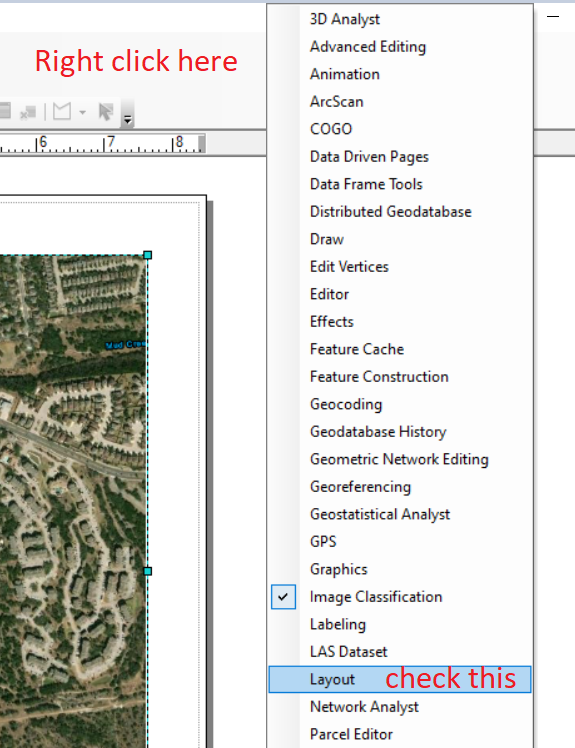 Right click here
6 7 8
Mud Cree
3D Analyst
Advanced Editing
Animation
ArcScan
COGO
Data Driven Pages
Data Frame Tools
Distributed Geodatabase
Draw
Edit Vertices
Editor
Effects
Feature Cache
Feature Construction
Geocoding
Geodatabase History
Geometric Network Editing
Georeferencing
Geostatistical Analyst
GPS
Graphics
Image Classification
Labeling
LAS Dataset
Layout check this
Network Analyst
Parcel Editor